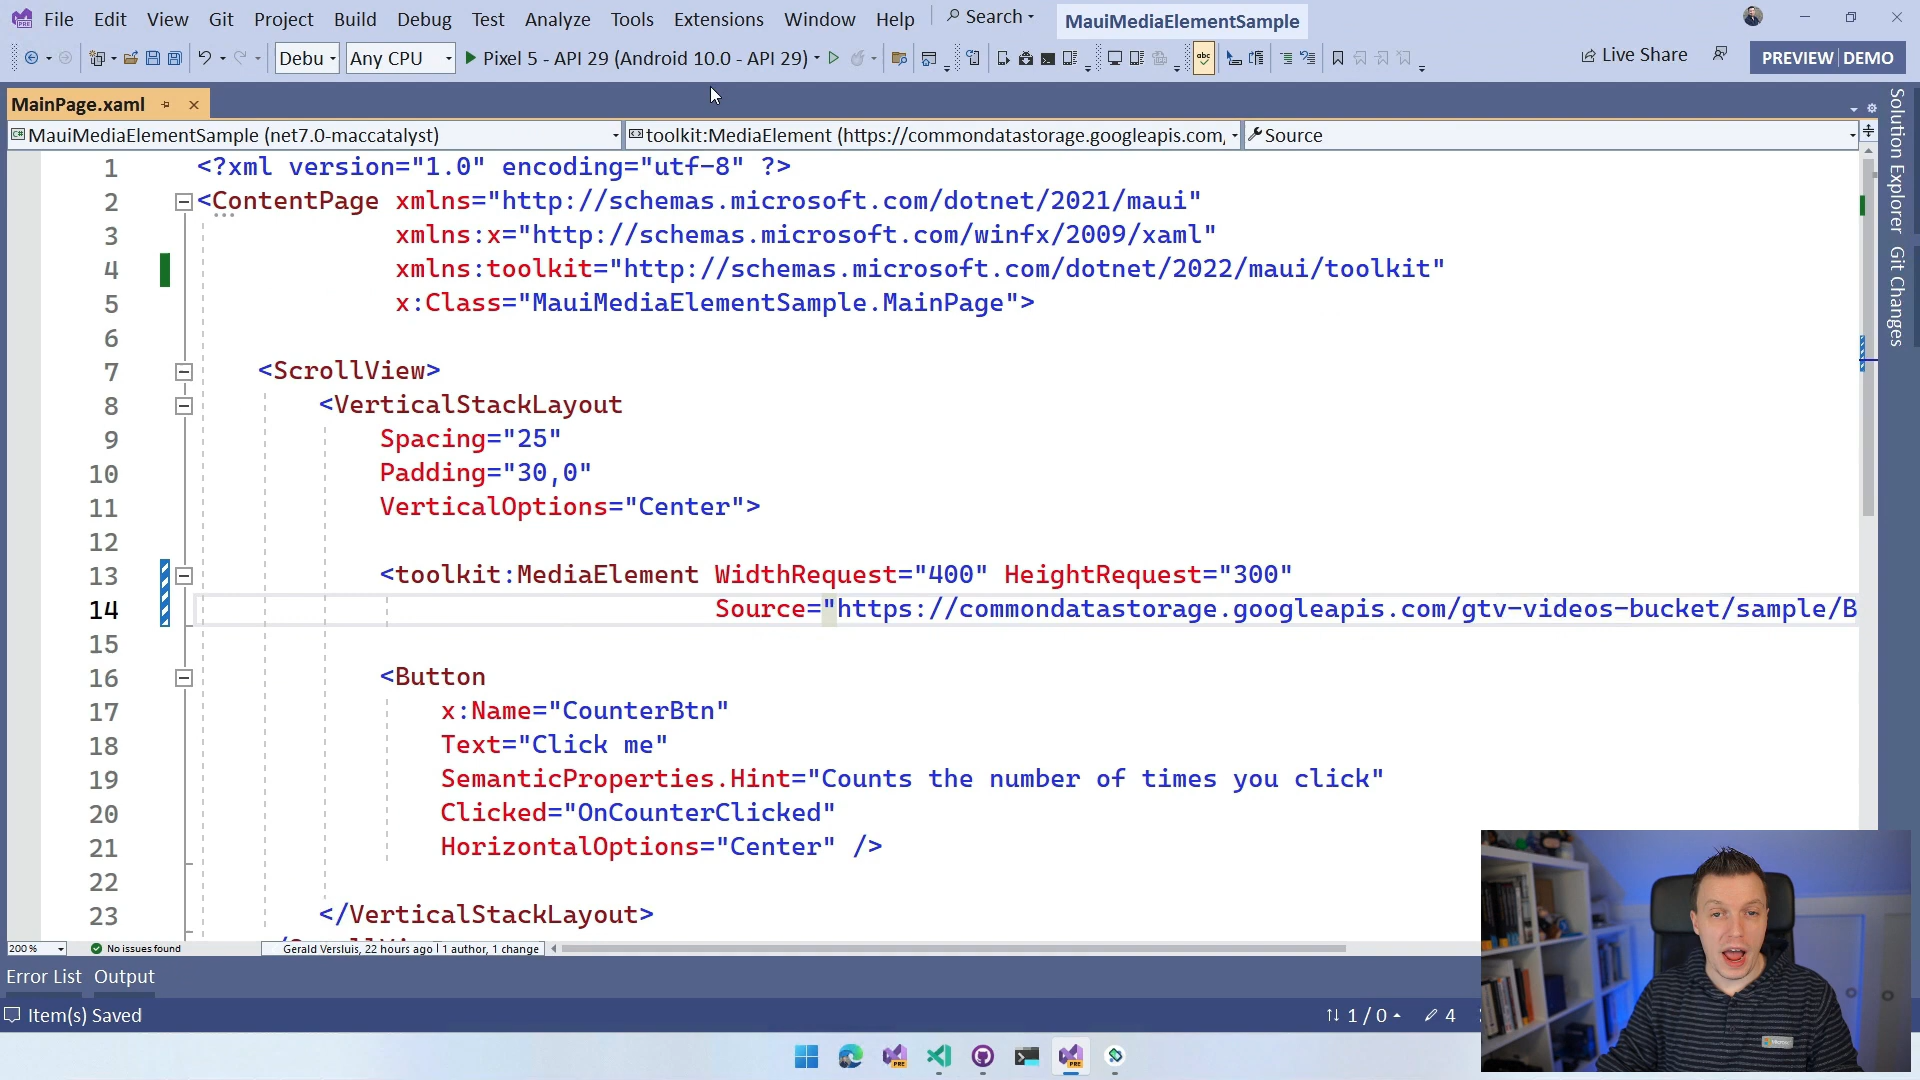 File Edit View Git Project Build Debug Test Analyze Tools Extensions Window Help Search MauiMediaElementSample
Debu Any CPU Pixel 5 - API 29 (Android 10.0 - API 29) Live Share PREVIEW DEMO
MainPage.xaml
MauiMediaElementSample (net7.0-maccatalyst) toolkit:MediaElement (https://commondatastorage.googleapis.com, Source
1 <?xml version="1.0" encoding="utf-8" ?>
2 <ContentPage xmlns="http://schemas.microsoft.com/dotnet/2021/maui"
3 xmlns:x="http://schemas.microsoft.com/winfx/2009/xaml"
4 xmlns:toolkit="http://schemas.microsoft.com/dotnet/2022/maui/toolkit"
5 x:Class="MauiMediaElementSample.MainPage">
6
7 <ScrollView>
8 <VerticalStackLayout
9 Spacing="25"
10 Padding="30,0"
11 VerticalOptions="Center">
12
13 <toolkit:MediaElement WidthRequest="400" HeightRequest="300"
14 Source="https://commondatastorage.googleapis.com/gtv-videos-bucket/sample/B
15
16 <Button
17 x:Name="CounterBtn"
18 Text="Click me"
19 SemanticProperties.Hint="Counts the number of times you click"
20 Clicked="OnCounterClicked"
21 HorizontalOptions="Center" />
22
23 </VerticalStackLayout>
200 % No issues found Gerald Versluis, 22 hours ago | 1 author, 1 change
Error List Output
Item(s) Saved 1 / 0 4
Solution Explorer
Git Changes